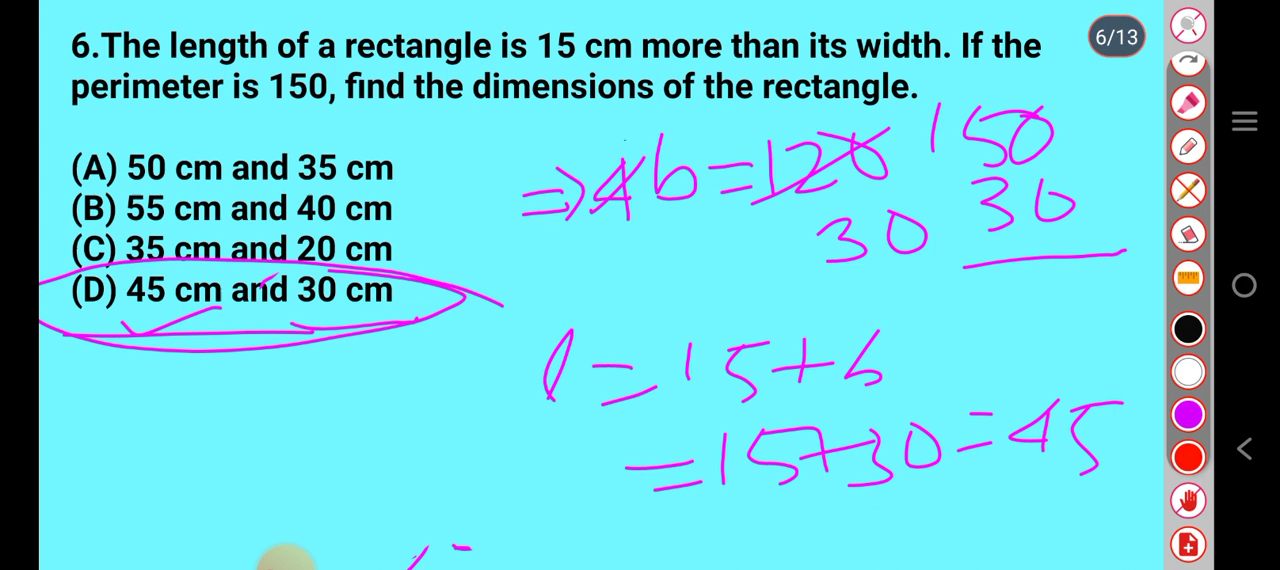 6.The length of a rectangle is 15 cm more than its width. If the
perimeter is 150, find the dimensions of the rectangle.
6/13
(A) 50 cm and 35 cm
(B) 55 cm and 40 cm
(C) 35 cm and 20 cm
(D) 45 cm and 30 cm
⇒ 4b = 120
30
150
30
l = 15 + b
= 15 + 30 = 45